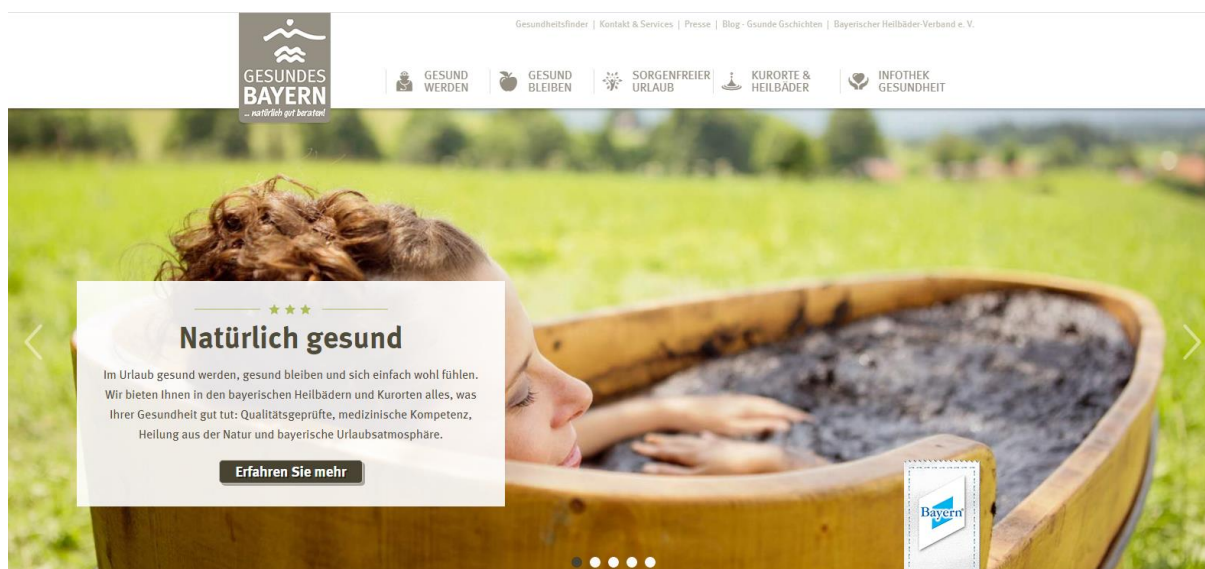 Gesundheitsfinder | Kontakt & Services | Presse | Blog - Gsunde Gschichten | Bayerischer Heilbäder-Verband e. V.
GESUNDES
BAYERN
... natürlich gut beraten!
GESUND
WERDEN
GESUND
BLEIBEN
SORGENFREIER
URLAUB
KURORTE &
HEILBÄDER
INFOTHEK
GESUNDHEIT
Natürlich gesund
Im Urlaub gesund werden, gesund bleiben und sich einfach wohl fühlen.
Wir bieten Ihnen in den bayerischen Heilbädern und Kurorten alles, was
Ihrer Gesundheit gut tut: Qualitätsgeprüfte, medizinische Kompetenz,
Heilung aus der Natur und bayerische Urlaubsatmosphäre.
Erfahren Sie mehr
Bayern